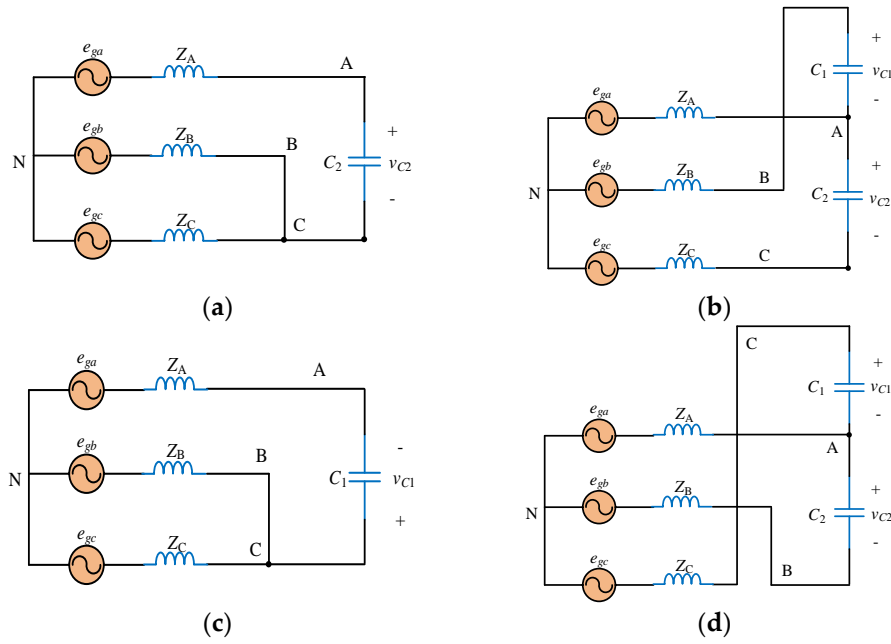 e_ga Z_A A
e_gb Z_B B + C_2 v_C2 -
N
e_gc Z_C C
(a)
+ C_1 v_C1 -
e_ga Z_A A
e_gb Z_B B + C_2 v_C2 -
N
e_gc Z_C C
(b)
e_ga Z_A A
e_gb Z_B B - C_1 v_C1 +
N
e_gc Z_C C
(c)
C + C_1 v_C1 -
e_ga Z_A A
e_gb Z_B + C_2 v_C2 -
N
e_gc Z_C B
(d)